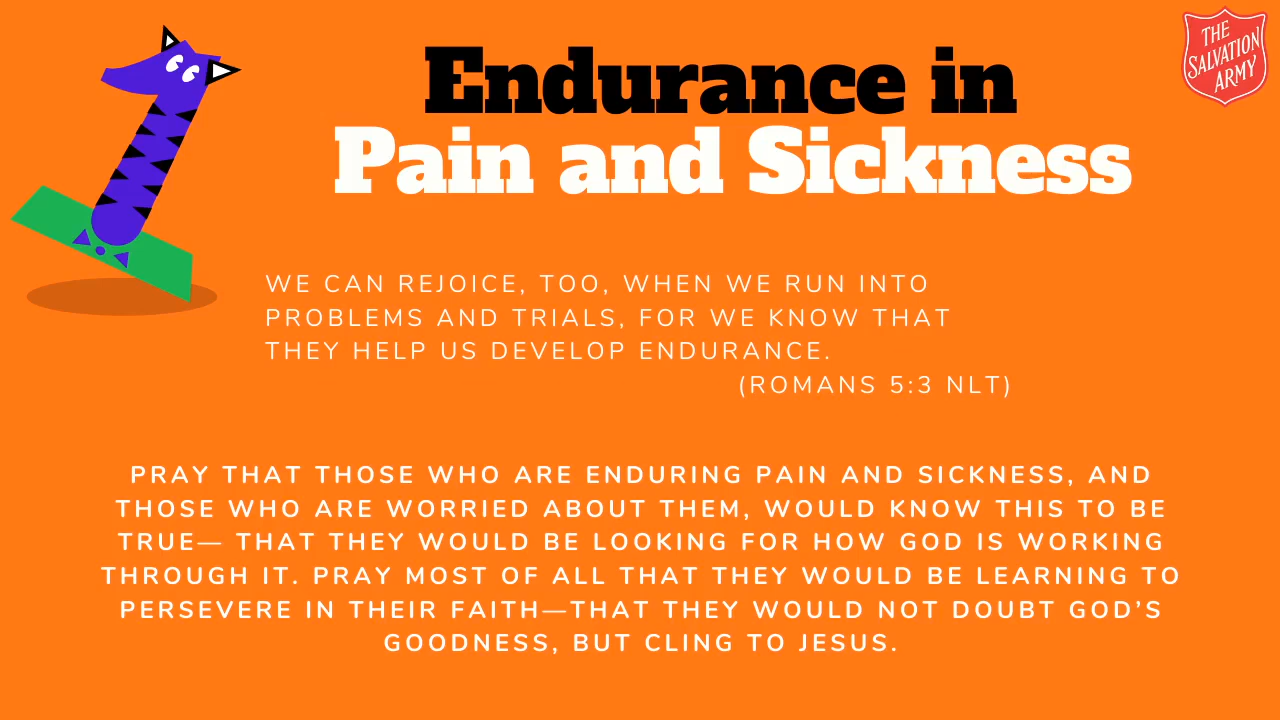 THE
SALVATION
ARMY
Endurance in
Pain and Sickness
WE CAN REJOICE, TOO, WHEN WE RUN INTO
PROBLEMS AND TRIALS, FOR WE KNOW THAT
THEY HELP US DEVELOP ENDURANCE.
(ROMANS 5:3 NLT)
PRAY THAT THOSE WHO ARE ENDURING PAIN AND SICKNESS, AND
THOSE WHO ARE WORRIED ABOUT THEM, WOULD KNOW THIS TO BE
TRUE— THAT THEY WOULD BE LOOKING FOR HOW GOD IS WORKING
THROUGH IT. PRAY MOST OF ALL THAT THEY WOULD BE LEARNING TO
PERSEVERE IN THEIR FAITH—THAT THEY WOULD NOT DOUBT GOD'S
GOODNESS, BUT CLING TO JESUS.